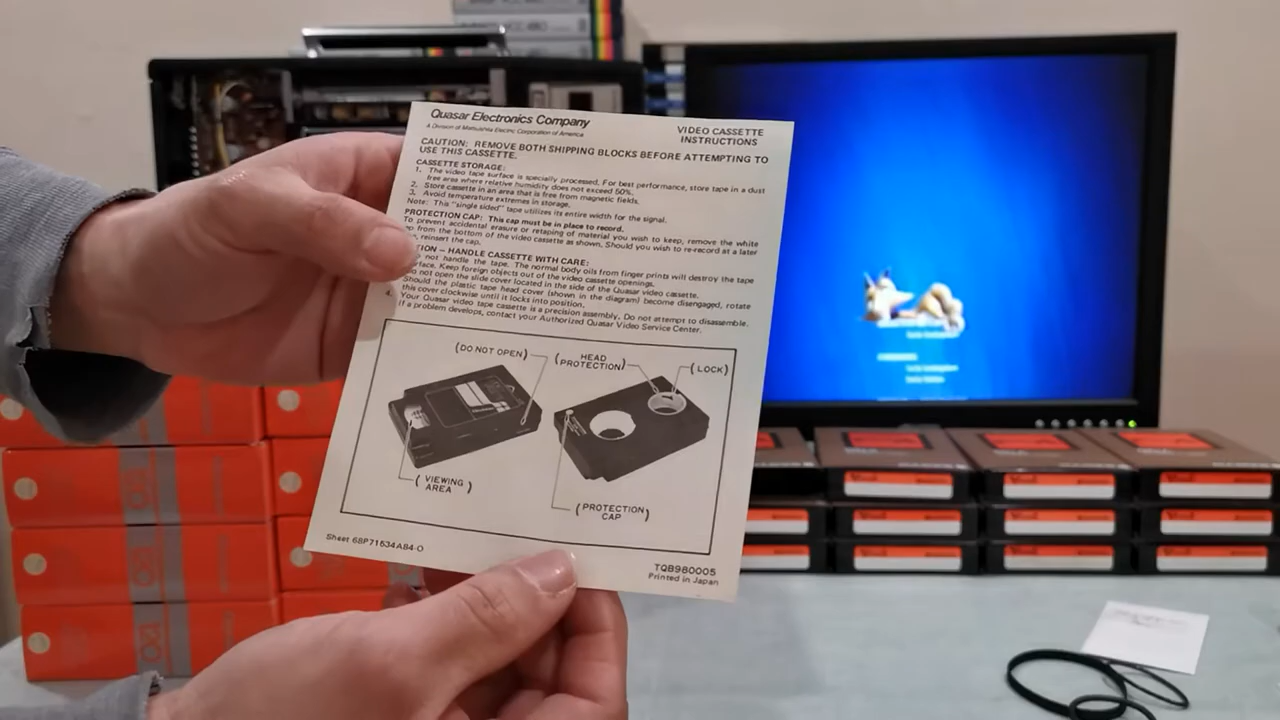 Quasar Electronics Company
A Division of Matsushita Electric Corporation of America
VIDEO CASSETTE
INSTRUCTIONS
CAUTION: REMOVE BOTH SHIPPING BLOCKS BEFORE ATTEMPTING TO
USE THIS CASSETTE.
CASSETTE STORAGE:
1. The video tape surface is specially processed. For best performance, store tape in a dust
free area where relative humidity does not exceed 50%.
2. Store cassette in an area that is free from magnetic fields.
3. Avoid temperature extremes in storage.
Note: This "single sided" tape utilizes its entire width for the signal.
PROTECTION CAP: This cap must be in place to record.
To prevent accidental erasure or retaping of material you wish to keep, remove the white
from the bottom of the video cassette as shown. Should you wish to re-record at a later
reinsert the cap.
TION – HANDLE CASSETTE WITH CARE:
not handle the tape. The normal body oils from finger prints will destroy the tape
Keep foreign objects out of the video cassette openings.
not open the slide cover located in the side of the Quasar video cassette.
Should the plastic tape head cover (shown in the diagram) become disengaged, rotate
this cover clockwise until it locks into position.
4. Your Quasar video tape cassette is a precision assembly. Do not attempt to disassemble.
If a problem develops, contact your Authorized Quasar Video Service Center.
(DO NOT OPEN)
(HEAD
PROTECTION)
(LOCK)
(VIEWING
AREA)
(PROTECTION
CAP)
Sheet 68P71534A84-O
TQB980005
Printed in Japan